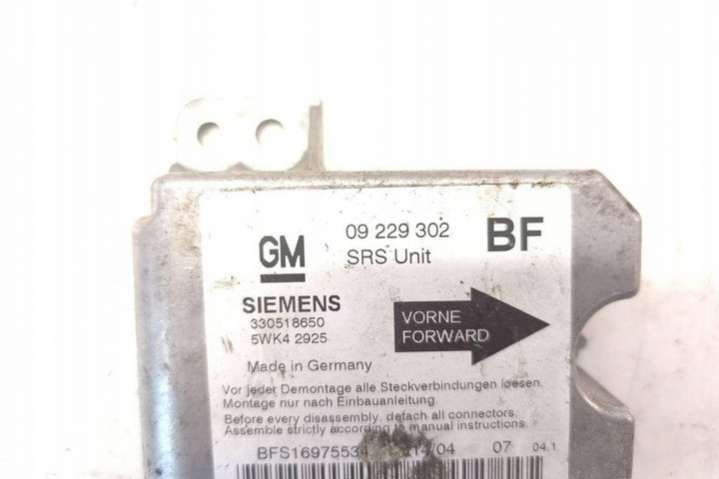 GM
09 229 302
SRS Unit
BF
SIEMENS
330518650
5WK4 2925
VORNE
FORWARD
Made in Germany
Vor jeder Demontage alle Steckverbindungen loesen.
Montage nur nach Einbauanleitung.
Before every disassembly, detach all connectors.
Assemble strictly according to manual instructions.
07 04.1